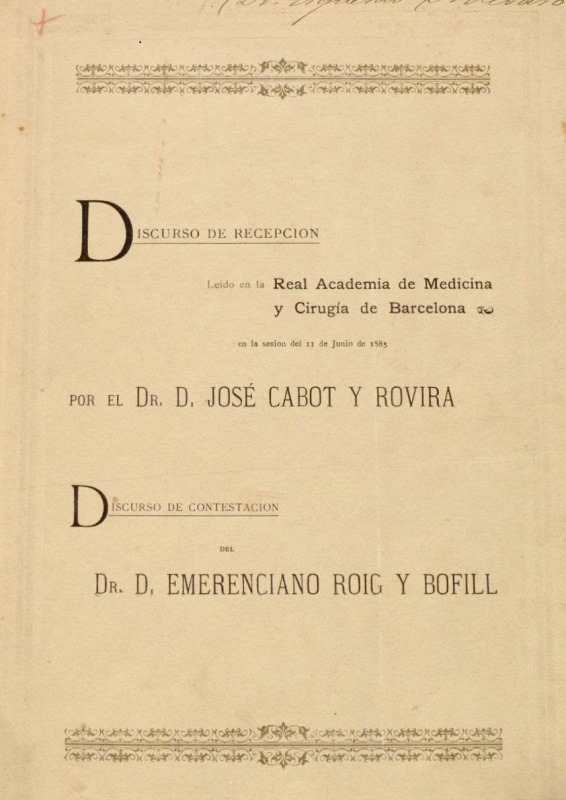 DISCURSO DE RECEPCION
Leido en la Real Academia de Medicina
y Cirugía de Barcelona
en la sesion del 11 de Junio de
POR EL DR. D. JOSÉ CABOT Y ROVIRA
DISCURSO DE CONTESTACION
DEL
DR. D. EMERENCIANO ROIG Y BOFILL